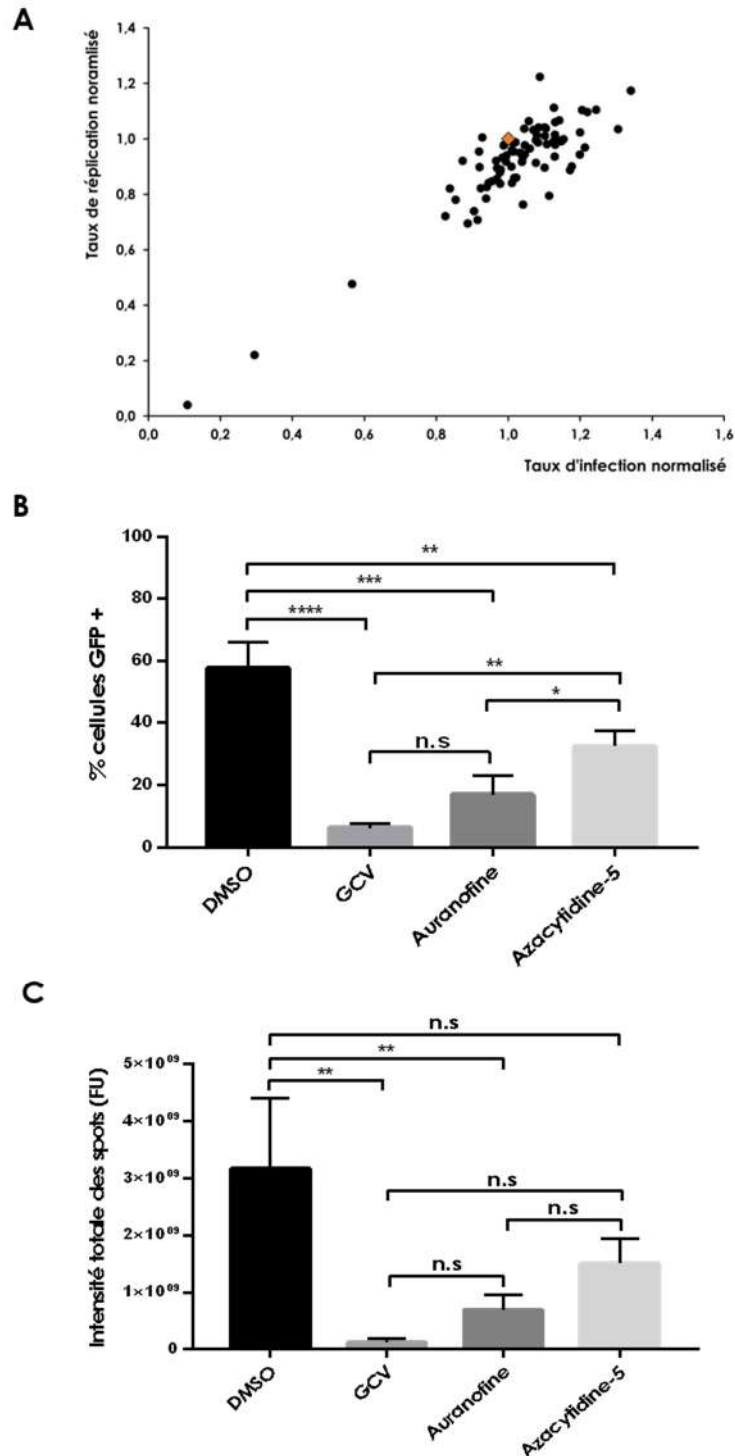 A
Taux de réplication noramlisé
1,4
1,2
1,0
0,8
0,6
0,4
0,2
0,0
0,0 0,2 0,4 0,6 0,8 1,0 1,2 1,4 1,6
Taux d'infection normalisé
B
% cellules GFP +
100
80
60
40
20
0
**
***
****
**
*
n.s
DMSO
GCV
Auranofine
Azacytidine-5
C
Intensité totale des spots (FU)
5×10⁰⁹
4×10⁰⁹
3×10⁰⁹
2×10⁰⁹
1×10⁰⁹
0
n.s
**
**
n.s
n.s
n.s
DMSO
GCV
Auranofine
Azacytidine-5